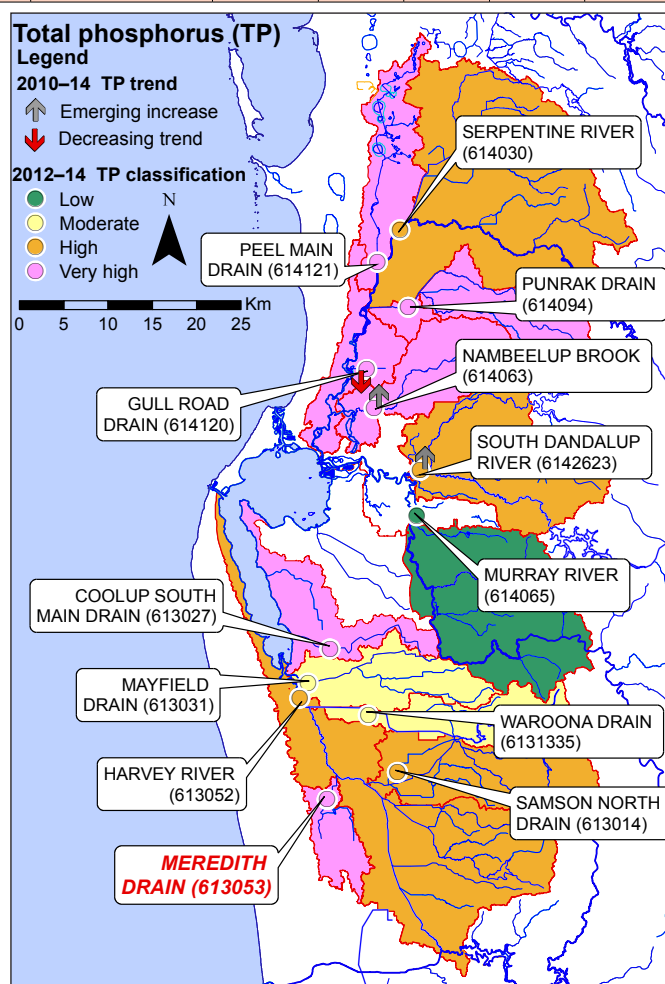 Total phosphorus (TP)
Legend
2010–14 TP trend
Emerging increase
Decreasing trend
2012–14 TP classification
Low
Moderate
High
Very high
N
Km
0 5 10 15 20 25
SERPENTINE RIVER
(614030)
PEEL MAIN
DRAIN (614121)
PUNRAK DRAIN
(614094)
NAMBEELUP BROOK
(614063)
GULL ROAD
DRAIN (614120)
SOUTH DANDALUP
RIVER (6142623)
MURRAY RIVER
(614065)
COOLUP SOUTH
MAIN DRAIN (613027)
MAYFIELD
DRAIN (613031)
WAROONA DRAIN
(6131335)
HARVEY RIVER
(613052)
SAMSON NORTH
DRAIN (613014)
MEREDITH
DRAIN (613053)